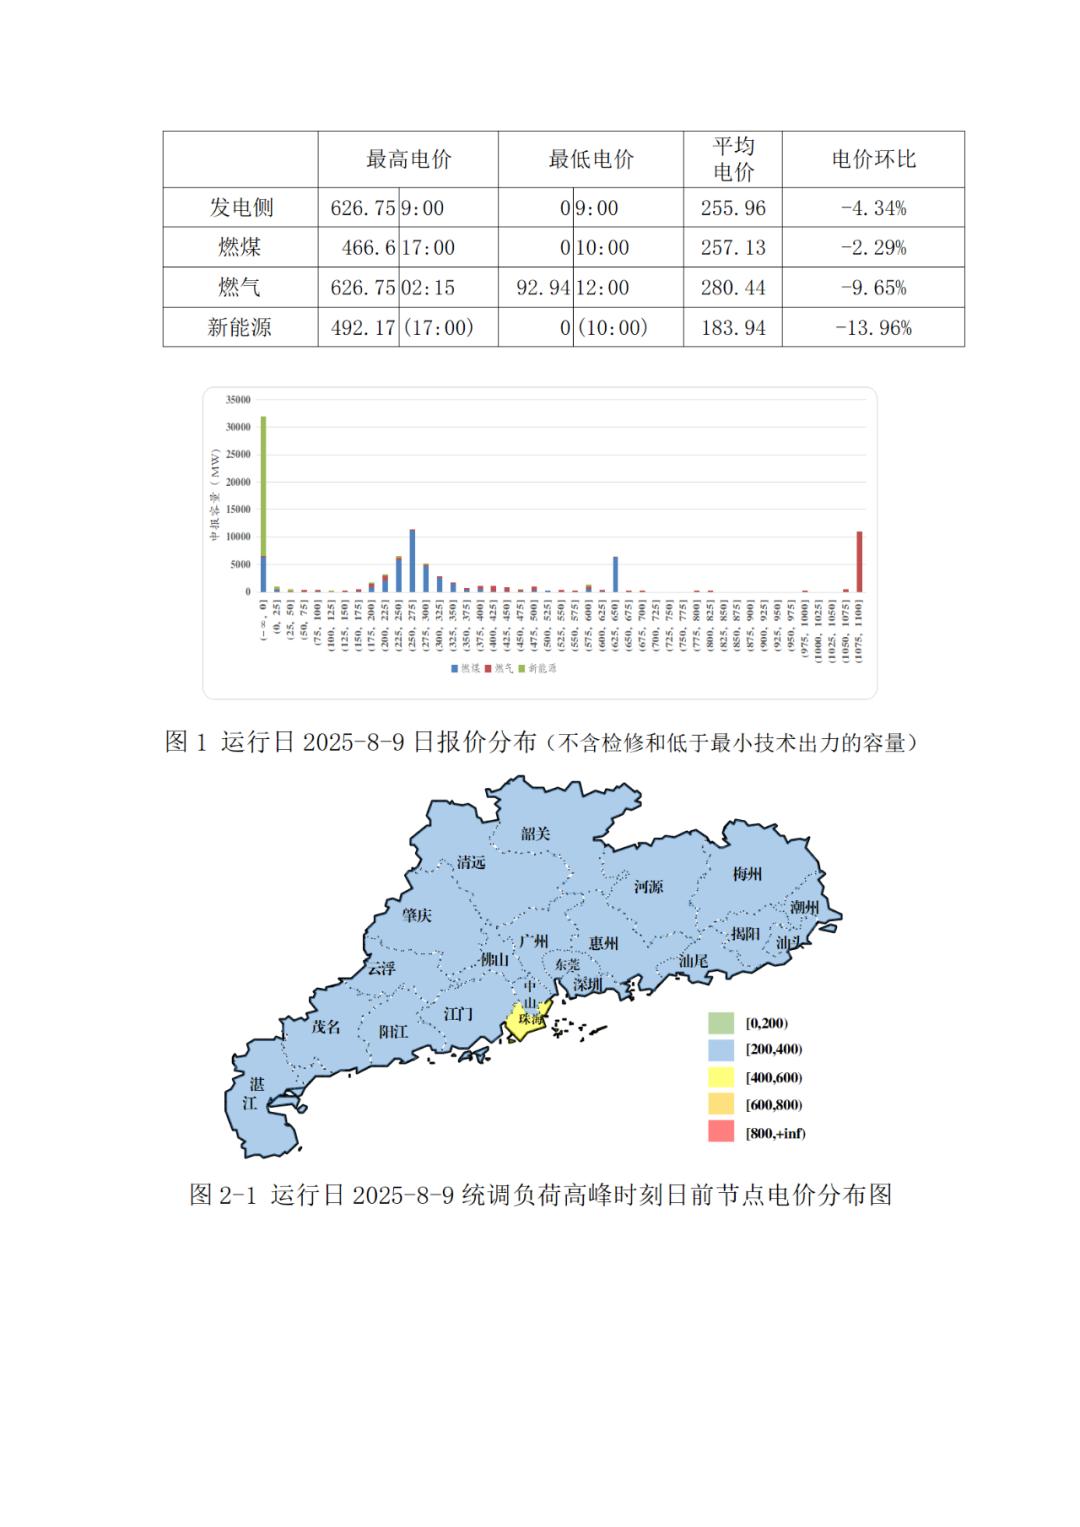 最高电价 最低电价 平均电价 电价环比
发电侧 626.75 9:00 0 9:00 255.96 -4.34%
燃煤 466.6 17:00 0 10:00 257.13 -2.29%
燃气 626.75 02:15 92.94 12:00 280.44 -9.65%
新能源 492.17 (17:00) 0 (10:00) 183.94 -13.96%
申报容量（MW）
35000
30000
25000
20000
15000
10000
5000
0
(-∞, 0]
(0, 25]
(25, 50]
(50, 75]
(75, 100]
(100, 125]
(125, 150]
(150, 175]
(175, 200]
(200, 225]
(225, 250]
(250, 275]
(275, 300]
(300, 325]
(325, 350]
(350, 375]
(375, 400]
(400, 425]
(425, 450]
(450, 475]
(475, 500]
(500, 525]
(525, 550]
(550, 575]
(575, 600]
(600, 625]
(625, 650]
(650, 675]
(675, 700]
(700, 725]
(725, 750]
(750, 775]
(775, 800]
(800, 825]
(825, 850]
(850, 875]
(875, 900]
(900, 925]
(925, 950]
(950, 975]
(975, 1000]
(1000, 1025]
(1025, 1050]
(1050, 1075]
(1075, 1100]
燃煤 燃气 新能源
图 1 运行日 2025-8-9 日报价分布（不含检修和低于最小技术出力的容量）
韶关
清远
梅州
河源
潮州
肇庆
揭阳
广州
惠州
汕头
佛山
汕尾
东莞
云浮
深圳
中山
江门
珠海
茂名
阳江
湛江
[0,200)
[200,400)
[400,600)
[600,800)
[800,+inf)
图 2-1 运行日 2025-8-9 统调负荷高峰时刻日前节点电价分布图